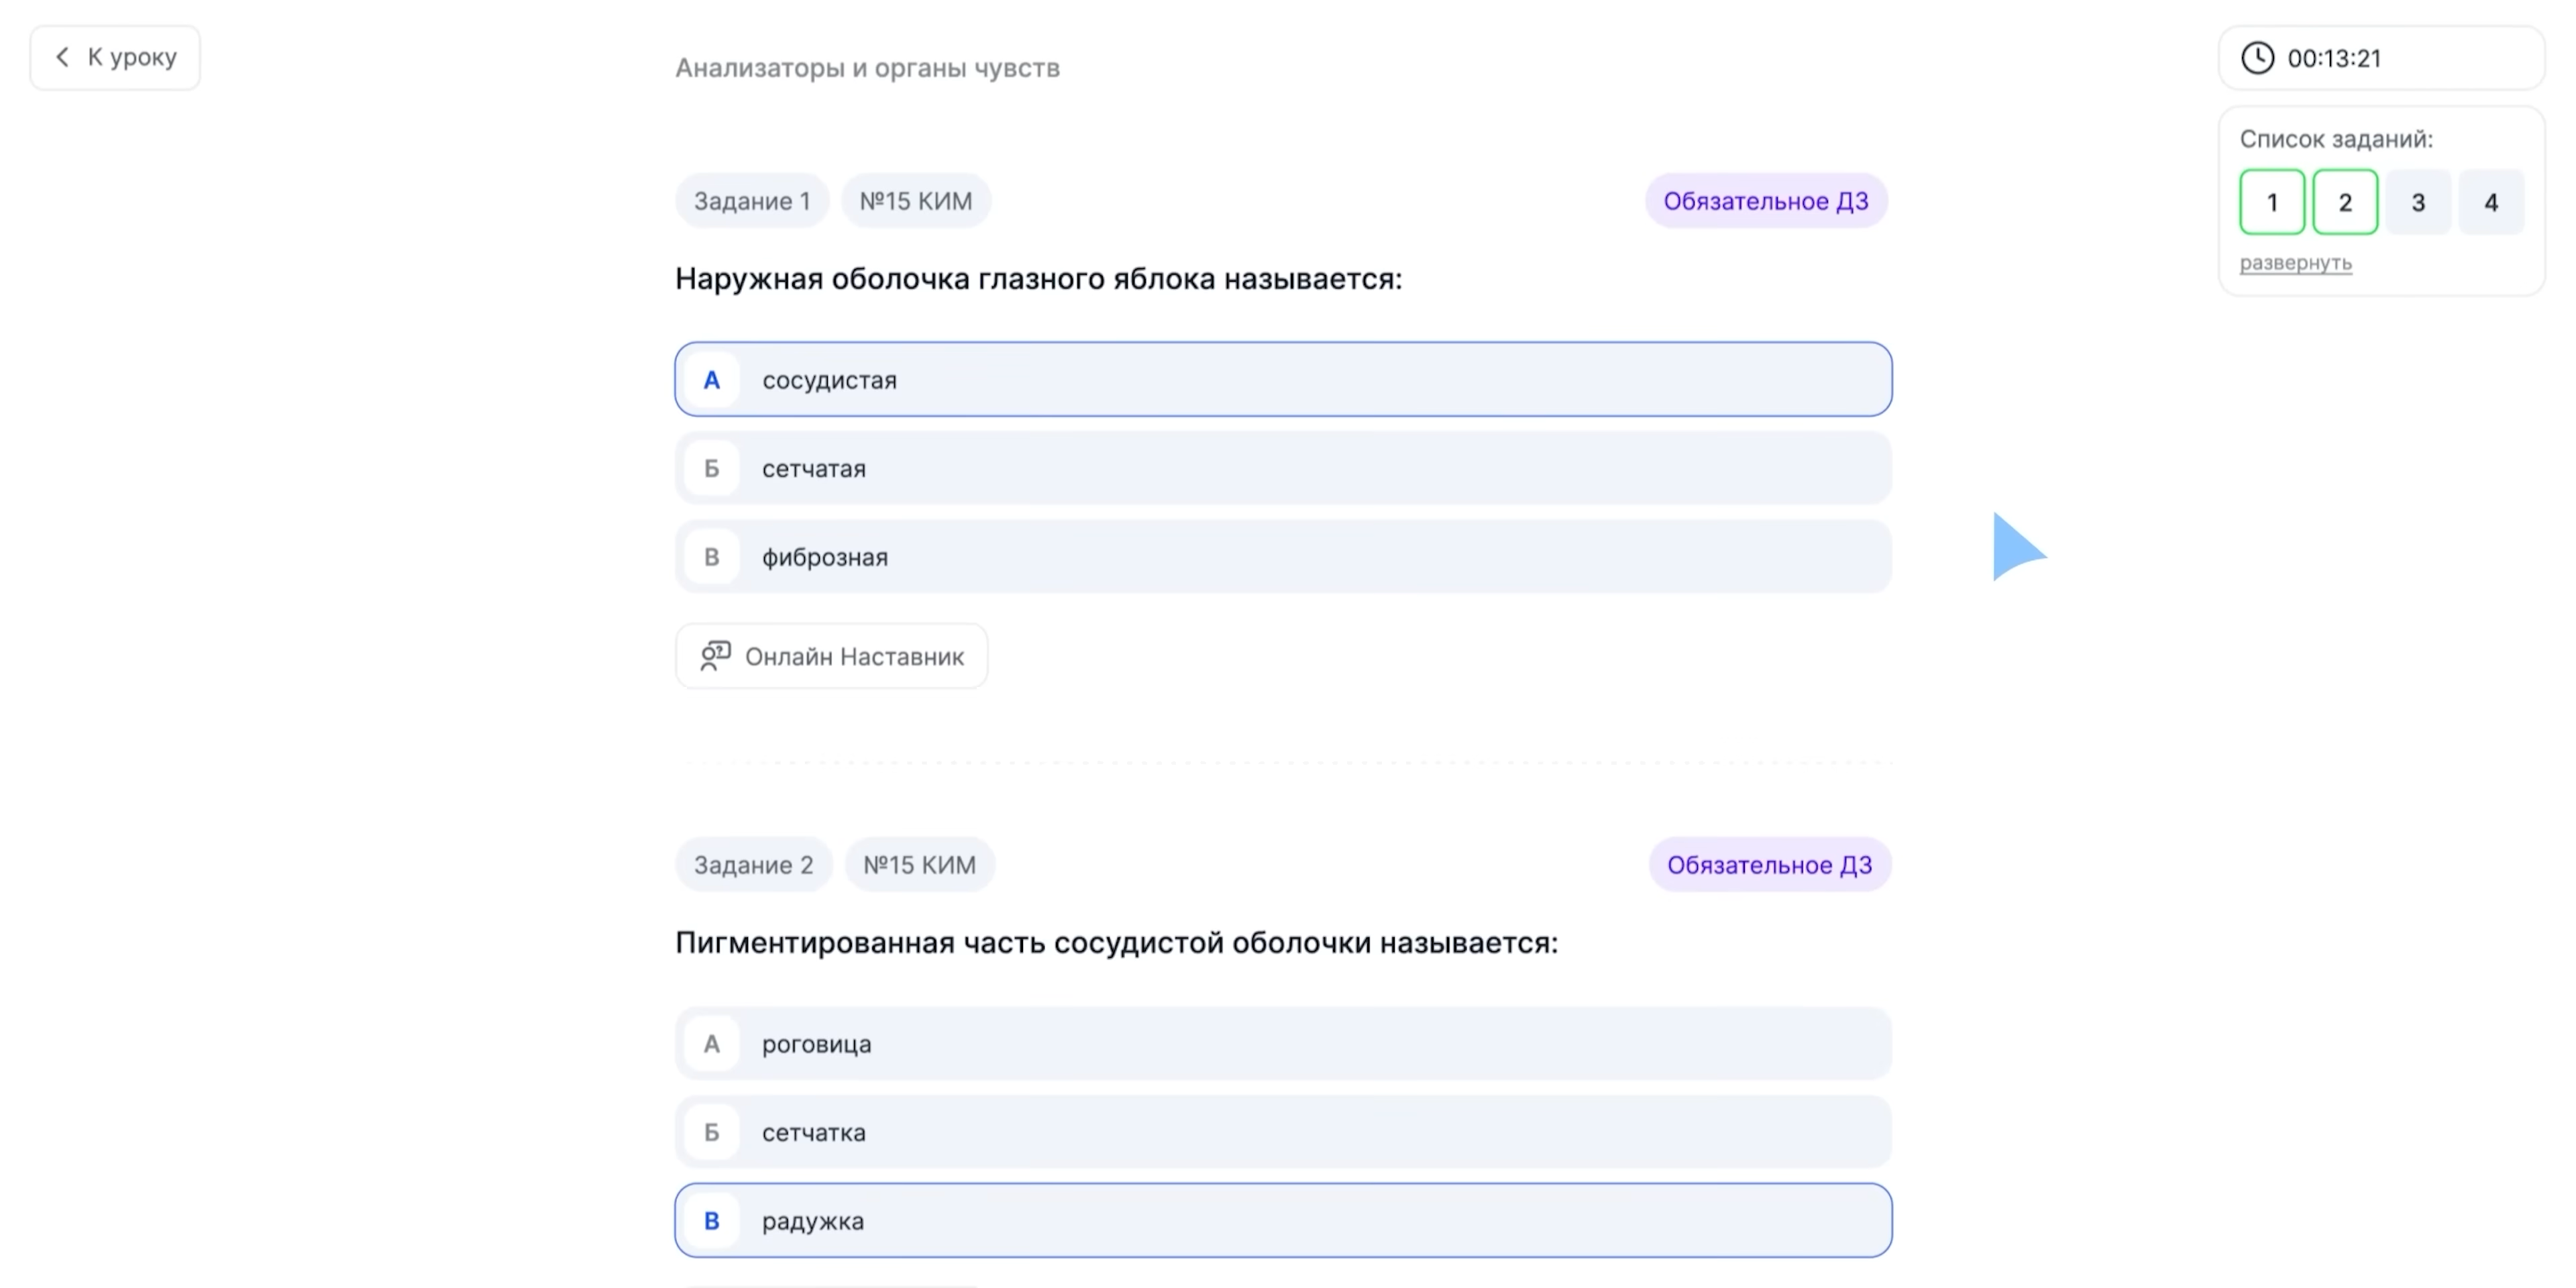 К уроку
Анализаторы и органы чувств
00:13:21
Список заданий:
1 2 3 4
развернуть
Задание 1 №15 КИМ Обязательное ДЗ
Наружная оболочка глазного яблока называется:
А сосудистая
Б сетчатая
В фиброзная
Онлайн Наставник
Задание 2 №15 КИМ Обязательное ДЗ
Пигментированная часть сосудистой оболочки называется:
А роговица
Б сетчатка
В радужка